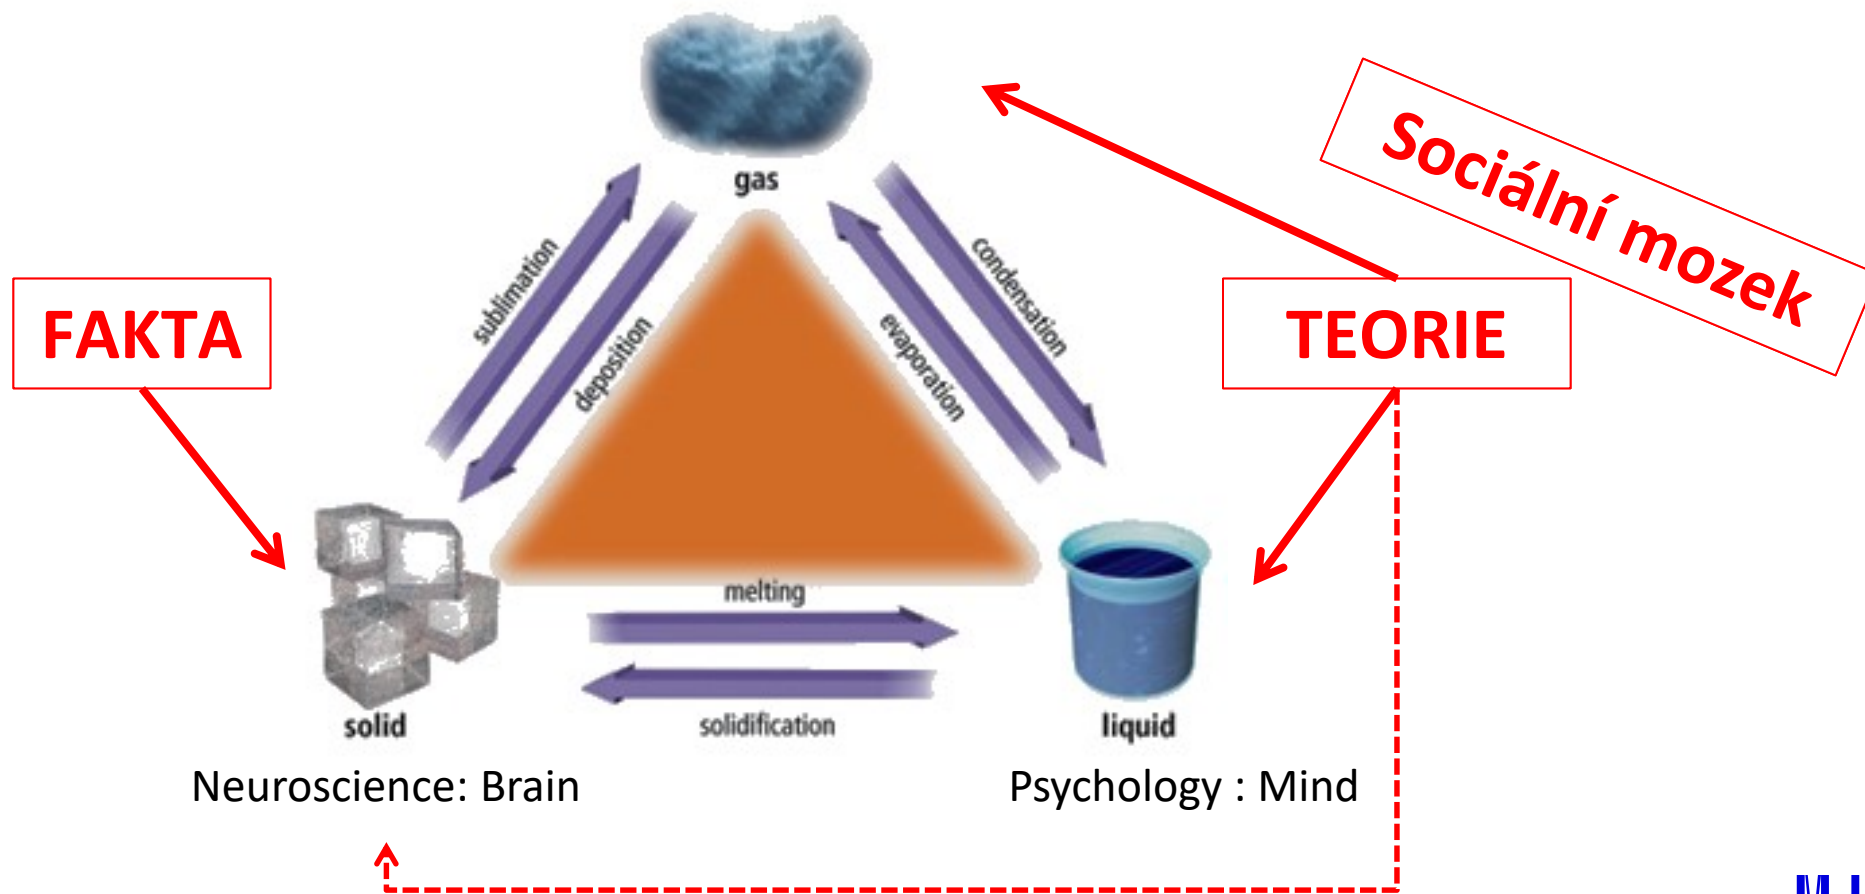 gas
Sociální mozek
FAKTA
TEORIE
sublimation
deposition
condensation
evaporation
melting
solidification
solid
liquid
Neuroscience: Brain
Psychology : Mind